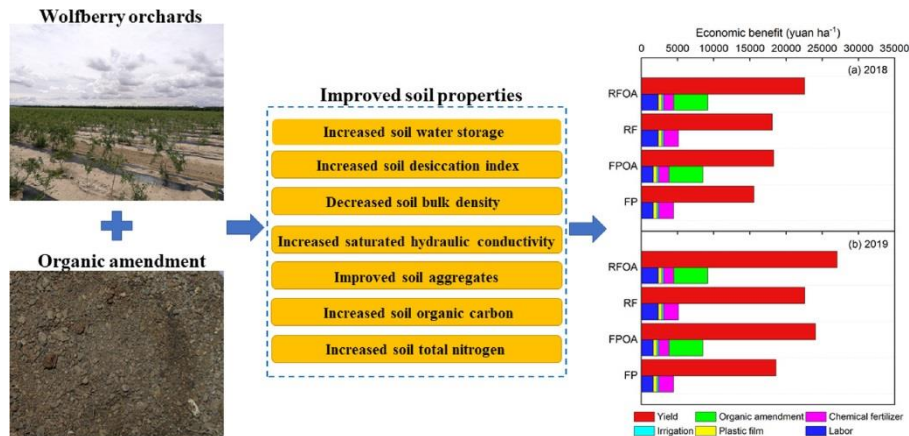 Wolfberry orchards
Organic amendment
Improved soil properties
Increased soil water storage
Increased soil desiccation index
Decreased soil bulk density
Increased saturated hydraulic conductivity
Improved soil aggregates
Increased soil organic carbon
Increased soil total nitrogen
Economic benefit (yuan ha⁻¹)
0 5000 10000 15000 20000 25000 30000 35000
(a) 2018
RFOA
RF
FPOA
FP
(b) 2019
RFOA
RF
FPOA
FP
Yield Organic amendment Chemical fertilizer
Irrigation Plastic film Labor